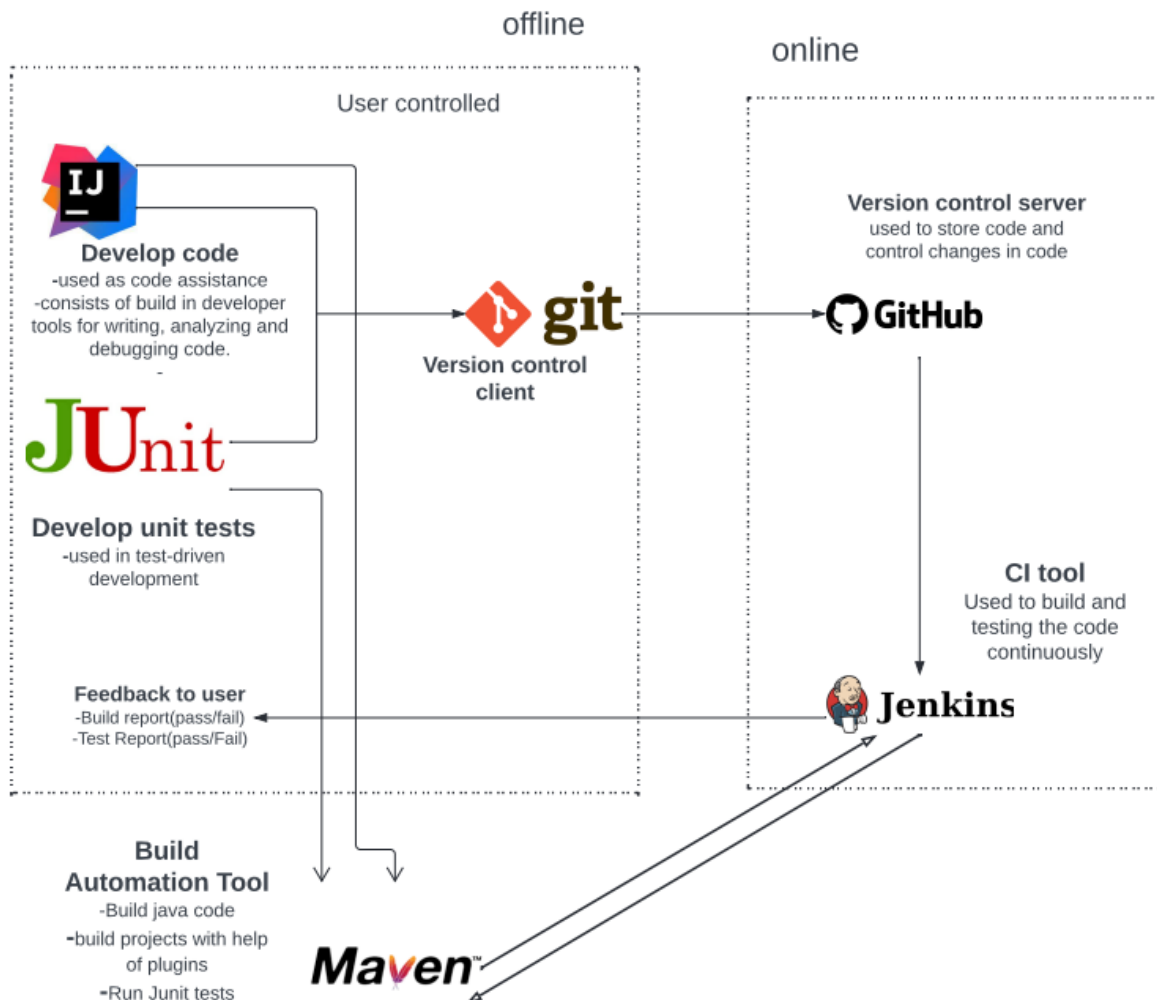 offline
online
User controlled
IJ
Develop code
-used as code assistance
-consists of build in developer
tools for writing, analyzing and
debugging code.
-
git
Version control
client
Version control server
used to store code and
control changes in code
GitHub
JUnit
Develop unit tests
-used in test-driven
development
CI tool
Used to build and
testing the code
continuously
Feedback to user
-Build report(pass/fail)
-Test Report(pass/Fail)
Jenkins
Build
Automation Tool
-Build java code
-build projects with help
of plugins
-Run Junit tests
Maven™